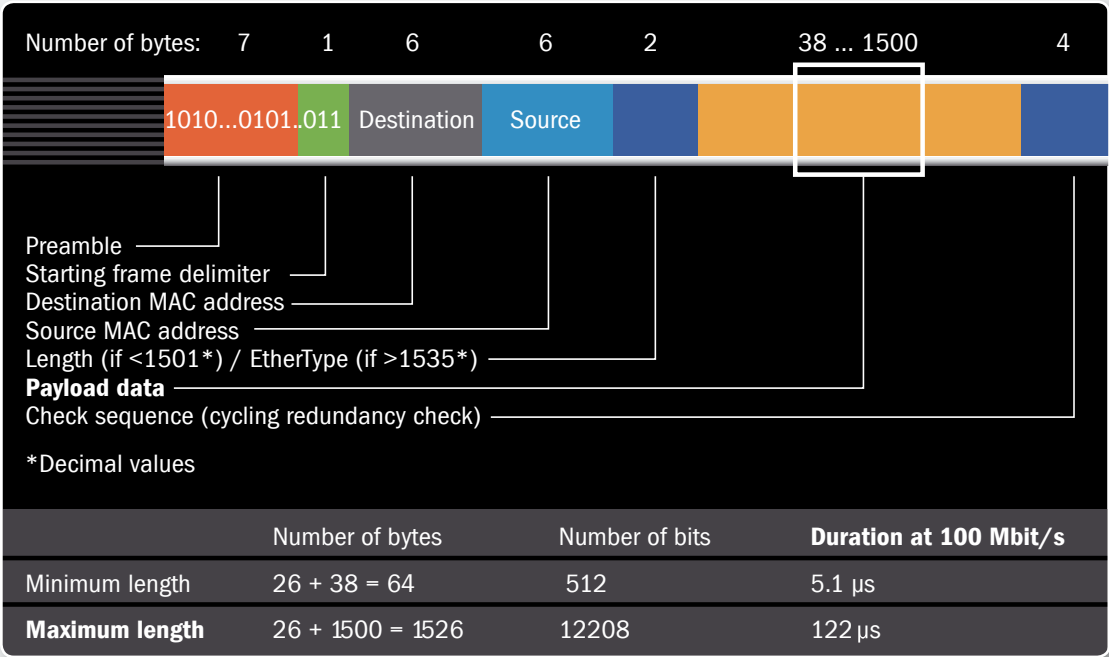 Number of bytes: 7 1 6 6 2 38 ... 1500 4
1010...0101..011 Destination Source
Preamble
Starting frame delimiter
Destination MAC address
Source MAC address
Length (if <1501*) / EtherType (if >1535*)
Payload data
Check sequence (cycling redundancy check)
*Decimal values
Number of bytes Number of bits Duration at 100 Mbit/s
Minimum length 26 + 38 = 64 512 5.1 µs
Maximum length 26 + 1500 = 1526 12208 122 µs